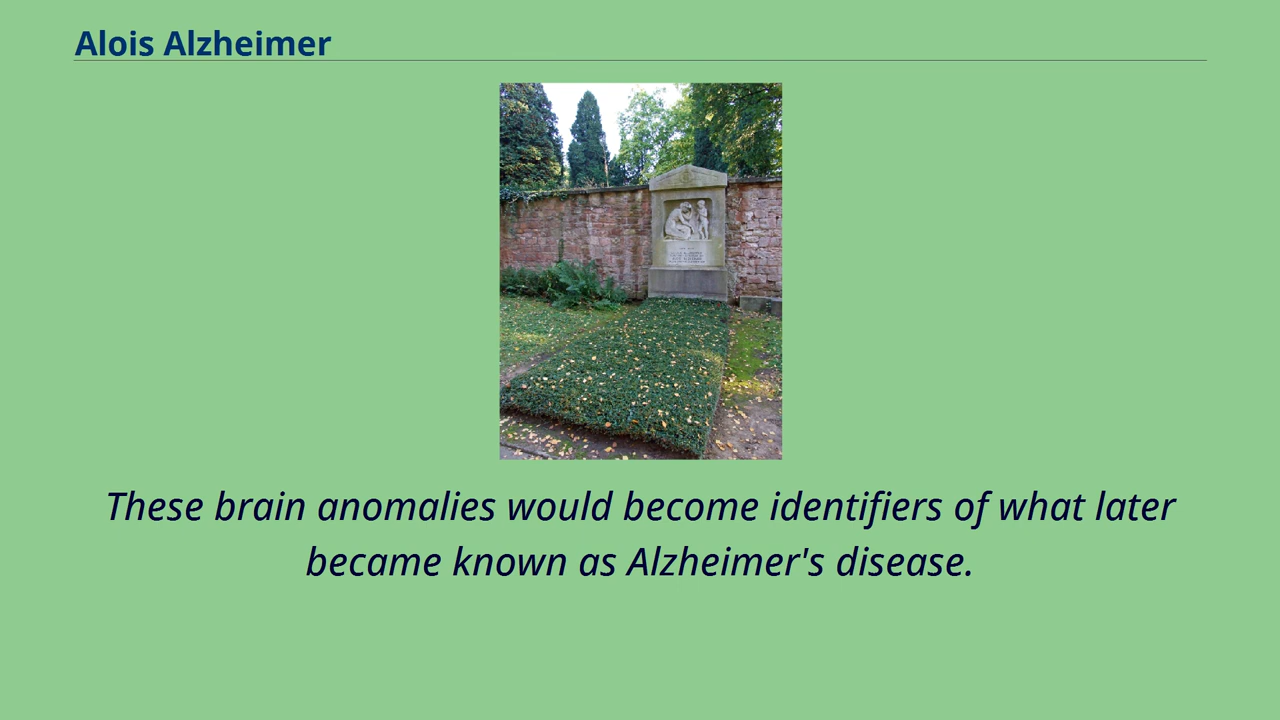 Alois Alzheimer
These brain anomalies would become identifiers of what later
became known as Alzheimer's disease.